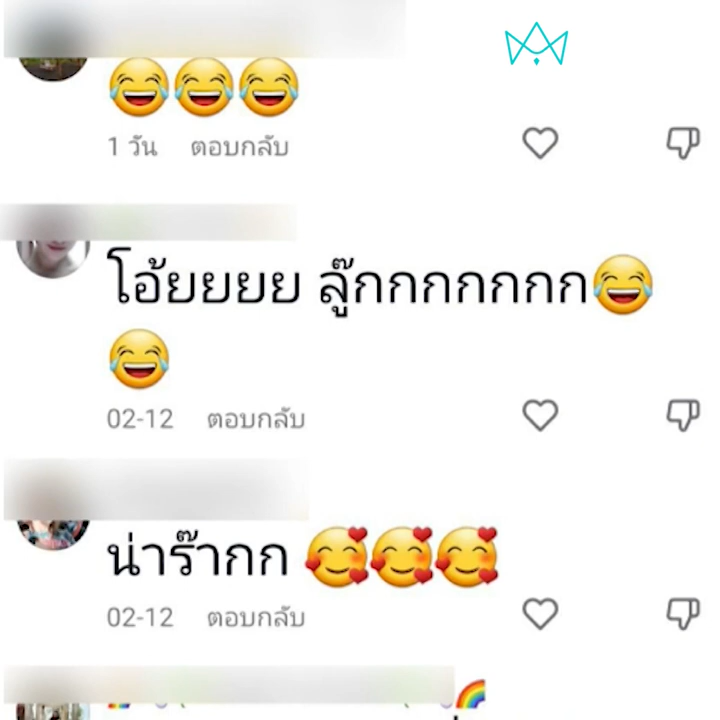 😂😂😂
1 วัน ตอบกลับ
โอ้ยยยย ลู๊กกกกกกก😂
😂
02-12 ตอบกลับ
น่าร๊ากก 🥰🥰🥰
02-12 ตอบกลับ